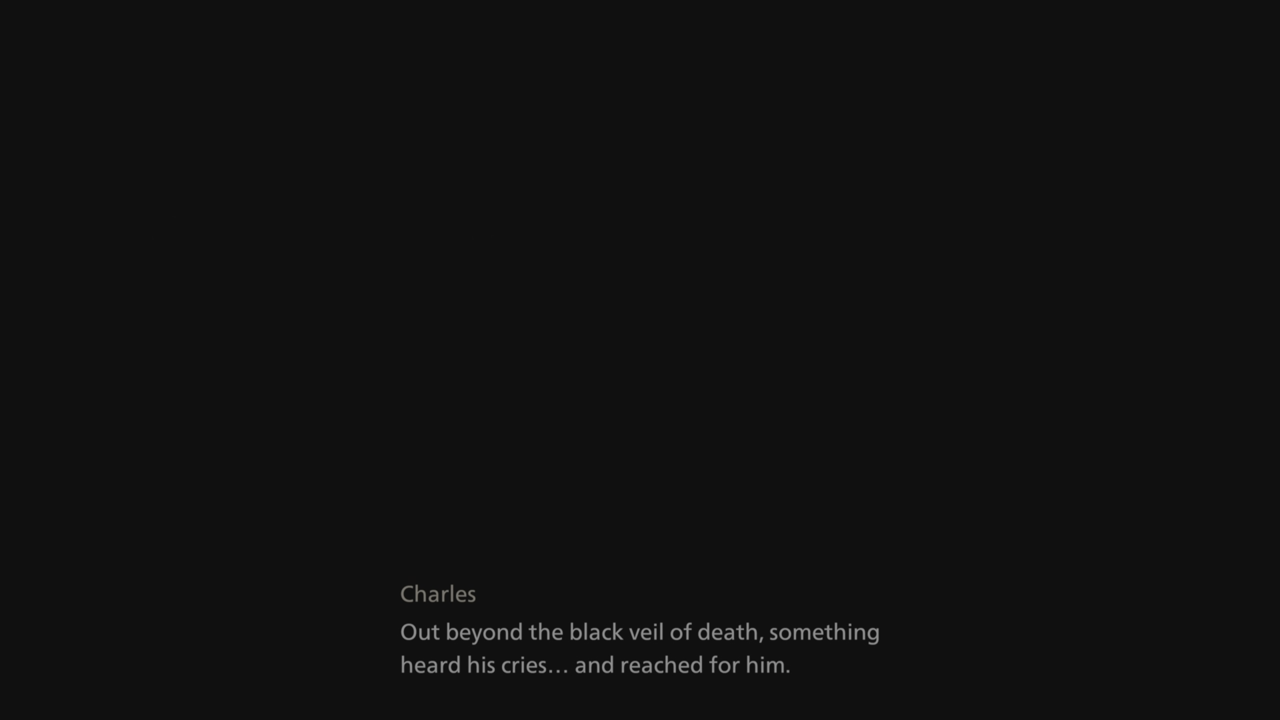 Charles
Out beyond the black veil of death, something
heard his cries… and reached for him.